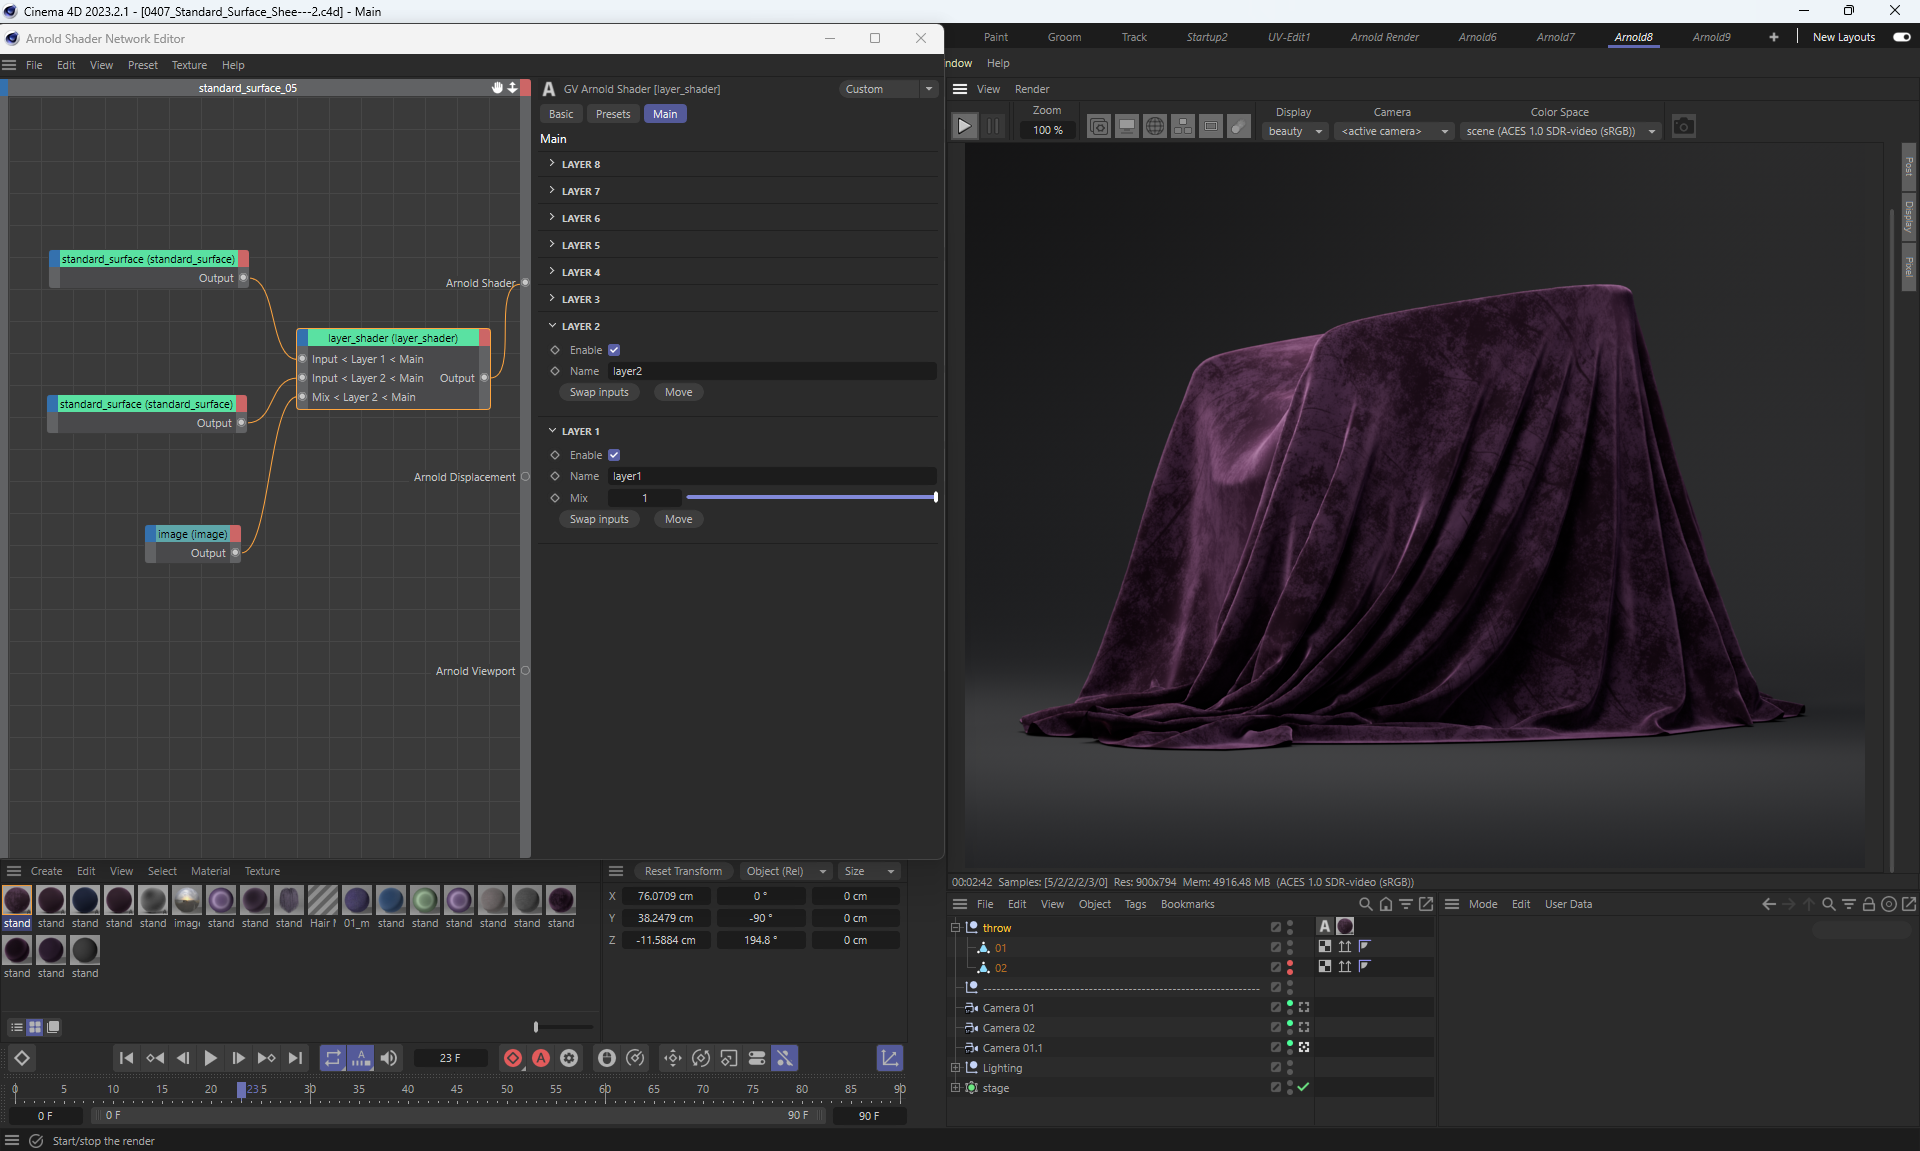 Cinema 4D 2023.2.1 - [0407_Standard_Surface_Shee---2.c4d] - Main
Arnold Shader Network Editor
Paint Groom Track Startup2 UV-Edit1 Arnold Render Arnold6 Arnold7 Arnold8 Arnold9 + New Layouts
File Edit View Preset Texture Help
ndow Help
standard_surface_05
A GV Arnold Shader [layer_shader] Custom
View Render
Basic Presets Main
Zoom Display Camera Color Space
100 % beauty <active camera> scene (ACES 1.0 SDR-video (sRGB))
Main
LAYER 8
LAYER 7
LAYER 6
LAYER 5
LAYER 4
LAYER 3
LAYER 2
Enable
Name layer2
Swap inputs Move
LAYER 1
Enable
Name layer1
Mix 1
Swap inputs Move
standard_surface (standard_surface)
Output
Arnold Shader
layer_shader (layer_shader)
Input < Layer 1 < Main
Input < Layer 2 < Main Output
Mix < Layer 2 < Main
standard_surface (standard_surface)
Output
Arnold Displacement
image (image)
Output
Arnold Viewport
Post
Display
Pixel
00:02:42 Samples: [5/2/2/2/3/0] Res: 900x794 Mem: 4916.48 MB (ACES 1.0 SDR-video (sRGB))
Create Edit View Select Material Texture
stand stand stand stand stand image stand stand stand Hair 01_m stand stand stand stand stand stand
stand stand stand
Reset Transform Object (Rel) Size
X 76.0709 cm 0 ° 0 cm
Y 38.2479 cm -90 ° 0 cm
Z -11.5884 cm 194.8 ° 0 cm
File Edit View Object Tags Bookmarks
Mode Edit User Data
throw A
01
02
Camera 01
Camera 02
Camera 01.1
Lighting
stage
A A 23 F
0 5 10 15 20 23.5 30 35 40 45 50 55 60 65 70 75 80 85 90
0 F 0 F 90 F 90 F
Start/stop the render